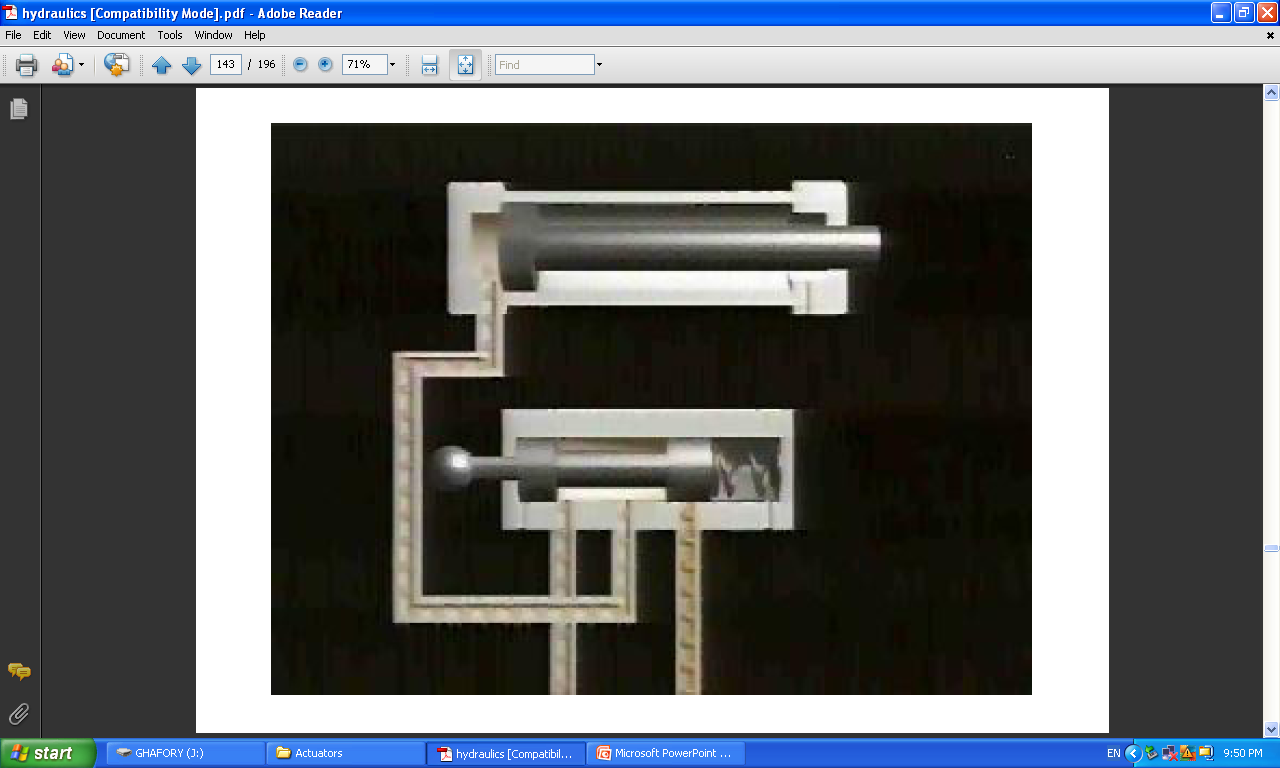 hydraulics [Compatibility Mode].pdf - Adobe Reader
File Edit View Document Tools Window Help
143 / 196 71% Find
start GHAFORY (J:) Actuators hydraulics [Compatibil... Microsoft PowerPoint ... EN 9:50 PM